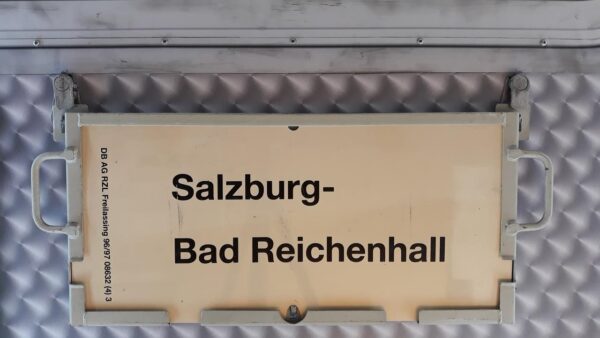 Salzburg-
Bad Reichenhall
DB AG RZL Freilassing 96/97 08632 (4) 3